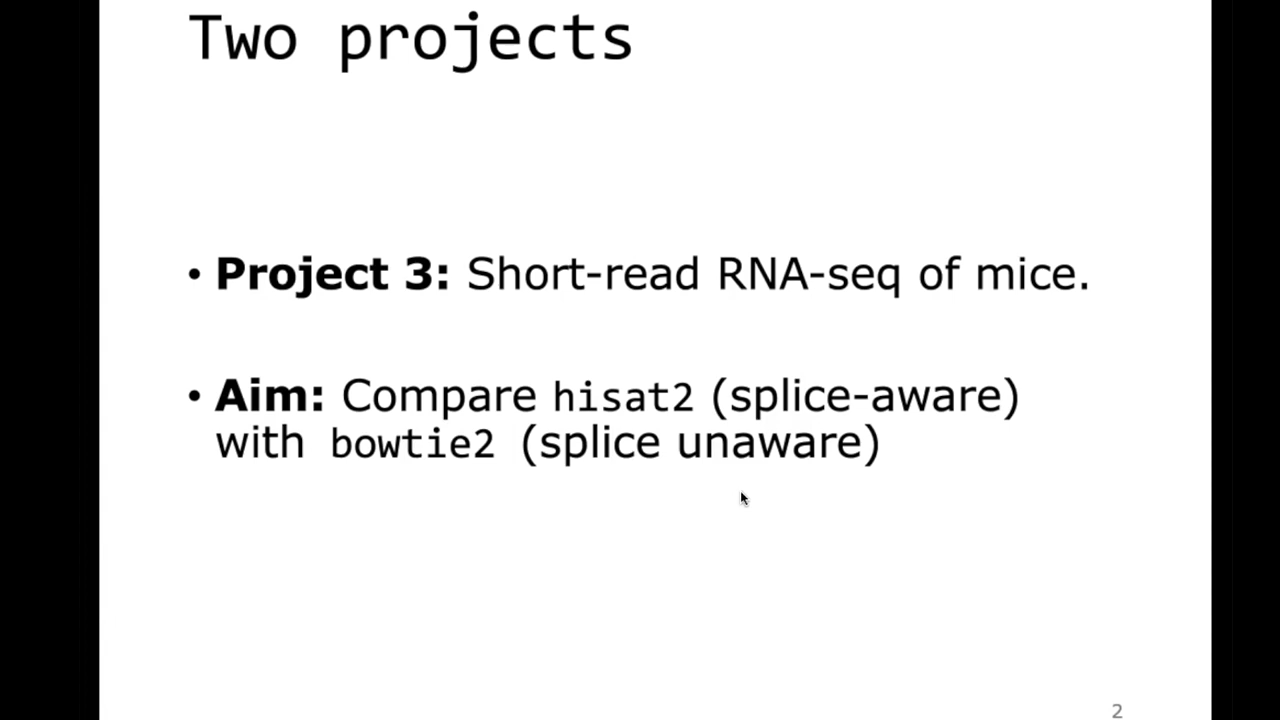 Two projects
• Project 3: Short-read RNA-seq of mice.
• Aim: Compare hisat2 (splice-aware)
with bowtie2 (splice unaware)
2